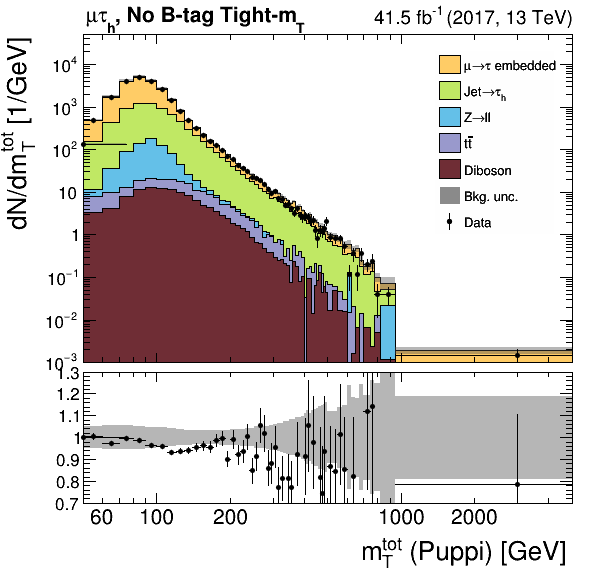 μτh, No B-tag Tight-mT 41.5 fb⁻¹ (2017, 13 TeV)
dN/dmTtot [1/GeV]
10⁴
10³
10²
10
1
10⁻¹
10⁻²
10⁻³
μ→τ embedded
Jet→τh
Z→ll
tt̄
Diboson
Bkg. unc.
Data
1.3
1.2
1.1
1
0.9
0.8
0.7
60 100 200 1000 2000
mTtot (Puppi) [GeV]